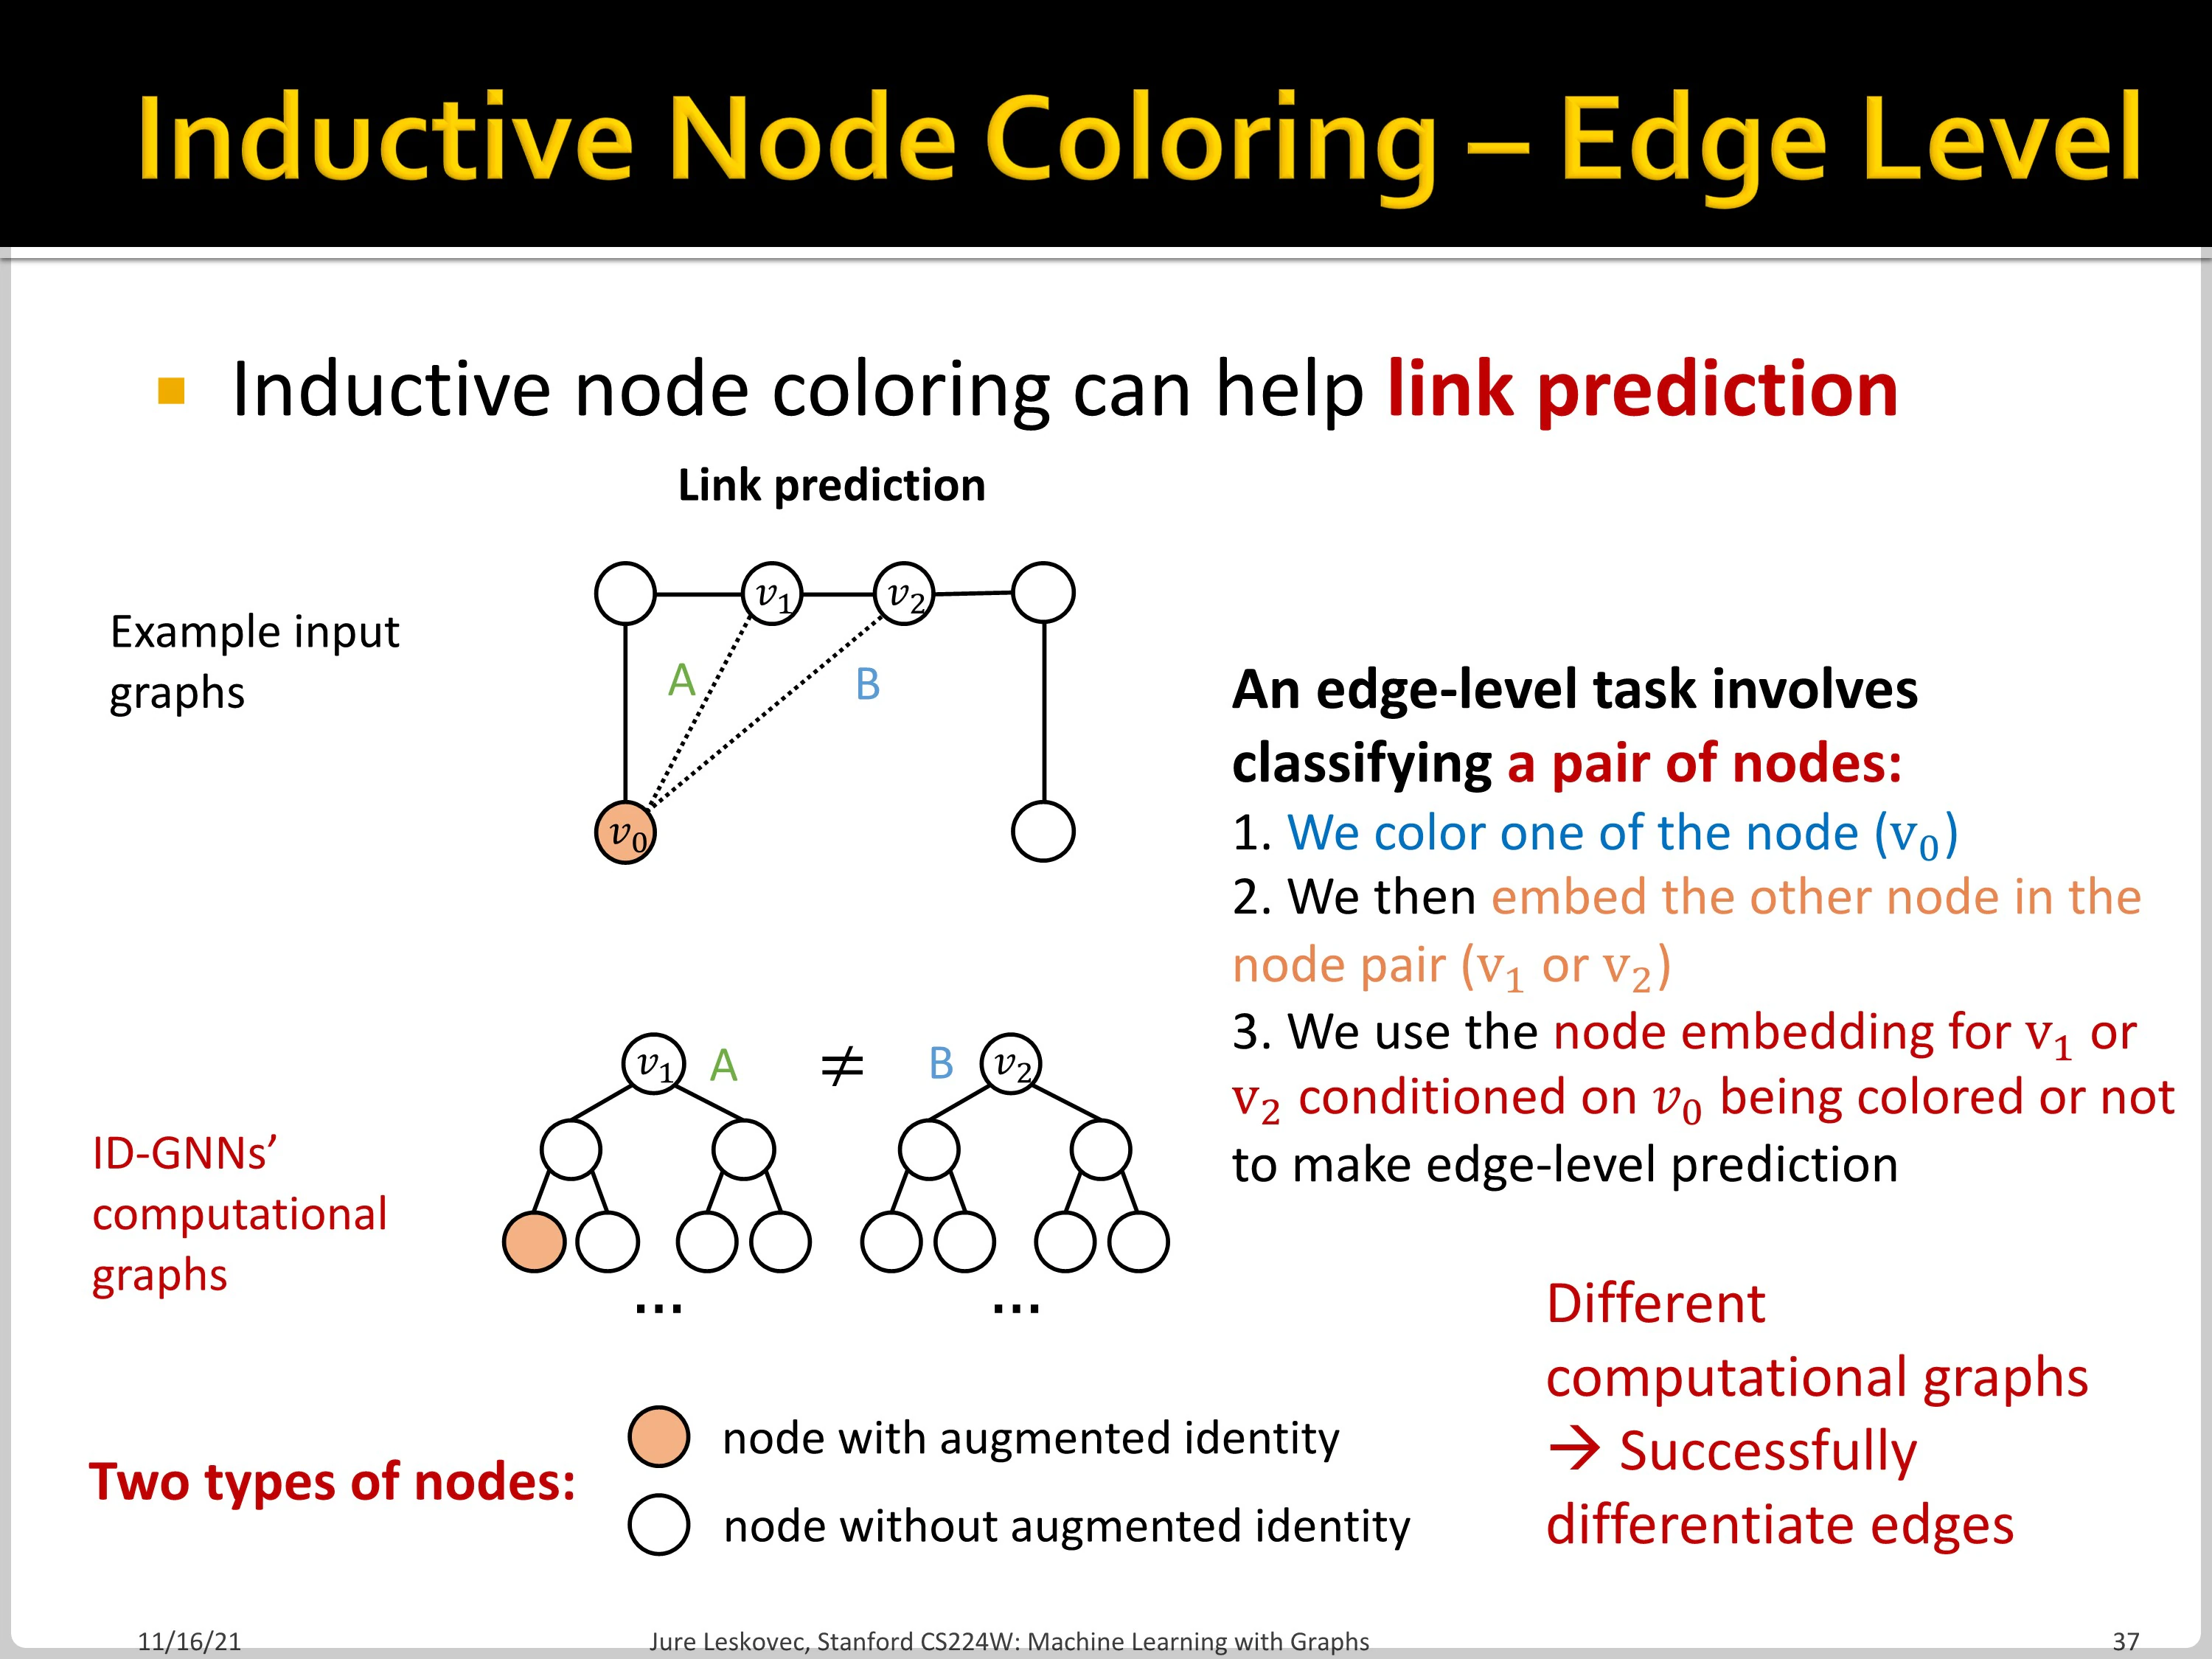 Inductive Node Coloring – Edge Level
Inductive node coloring can help link prediction
Link prediction
Example input
graphs
v1
v2
A
B
v0
An edge-level task involves
classifying a pair of nodes:
1. We color one of the node (v0)
2. We then embed the other node in the
node pair (v1 or v2)
3. We use the node embedding for v1 or
v2 conditioned on v0 being colored or not
to make edge-level prediction
v1 A ≠ B v2
ID-GNNs’
computational
graphs
...
...
Different
computational graphs
→ Successfully
differentiate edges
Two types of nodes:
node with augmented identity
node without augmented identity
11/16/21
Jure Leskovec, Stanford CS224W: Machine Learning with Graphs
37